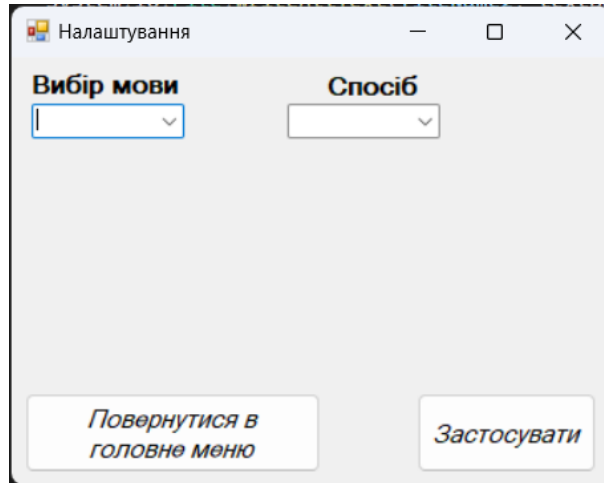 Налаштування
Вибір мови Спосіб
Повернутися в
головне меню
Застосувати